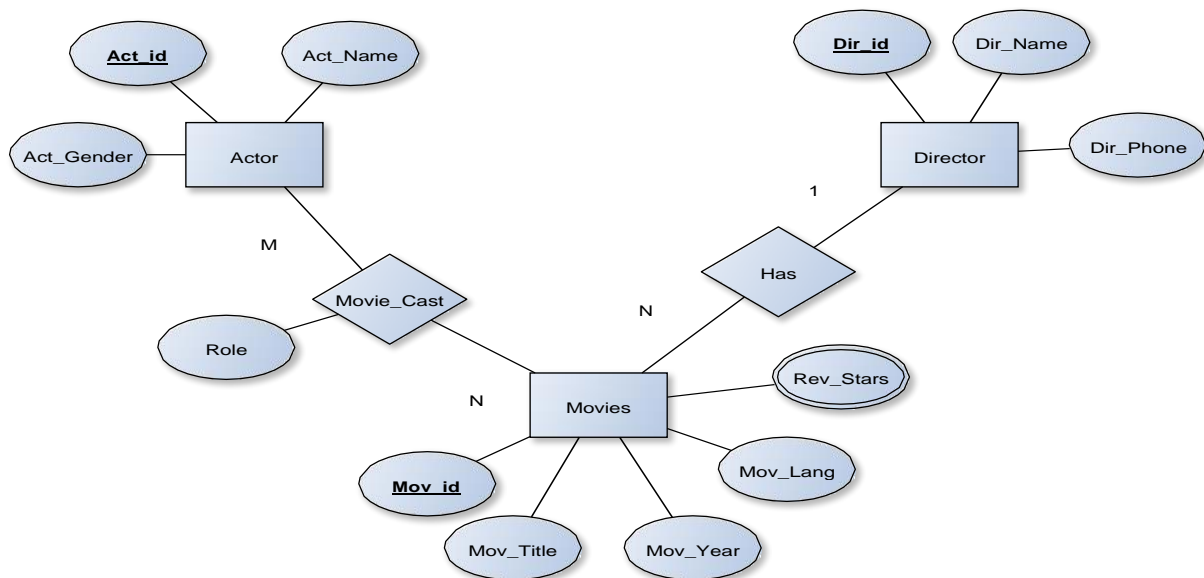 Act_id
Act_Name
Dir_id
Dir_Name
Act_Gender
Actor
Director
Dir_Phone
1
M
Has
Movie_Cast
N
Role
Rev_Stars
N
Movies
Mov_Lang
Mov_id
Mov_Title
Mov_Year